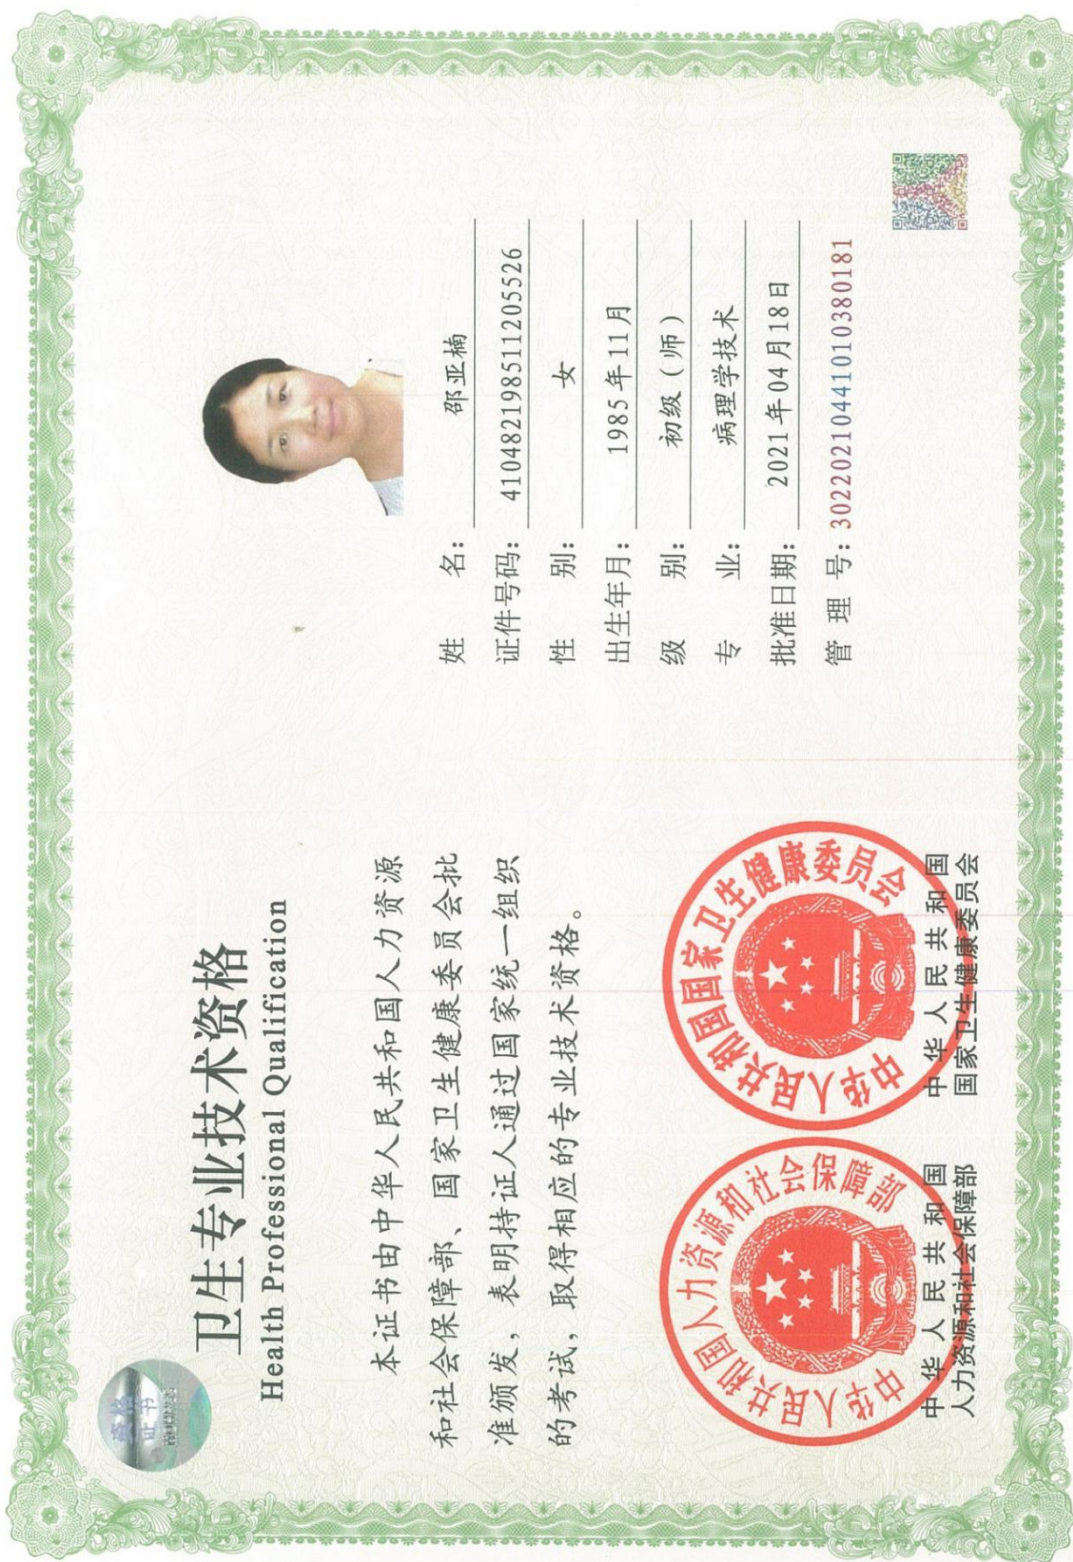 资格
证书
卫生专业技术资格
Health Professional Qualification
本证书由中华人民共和国人力资源
和社会保障部、国家卫生健康委员会批
准颁发，表明持证人通过国家统一组织
的考试，取得相应的专业技术资格。
中华人民共和国人力资源和社会保障部
中华人民共和国
人力资源和社会保障部
中华人民共和国国家卫生健康委员会
中华人民共和国
国家卫生健康委员会
姓 名： 邵亚楠
证件号码： 410482198511205526
性 别： 女
出生年月： 1985年11月
级 别： 初级（师）
专 业： 病理学技术
批准日期： 2021年04月18日
管 理 号： 30220210441010380181